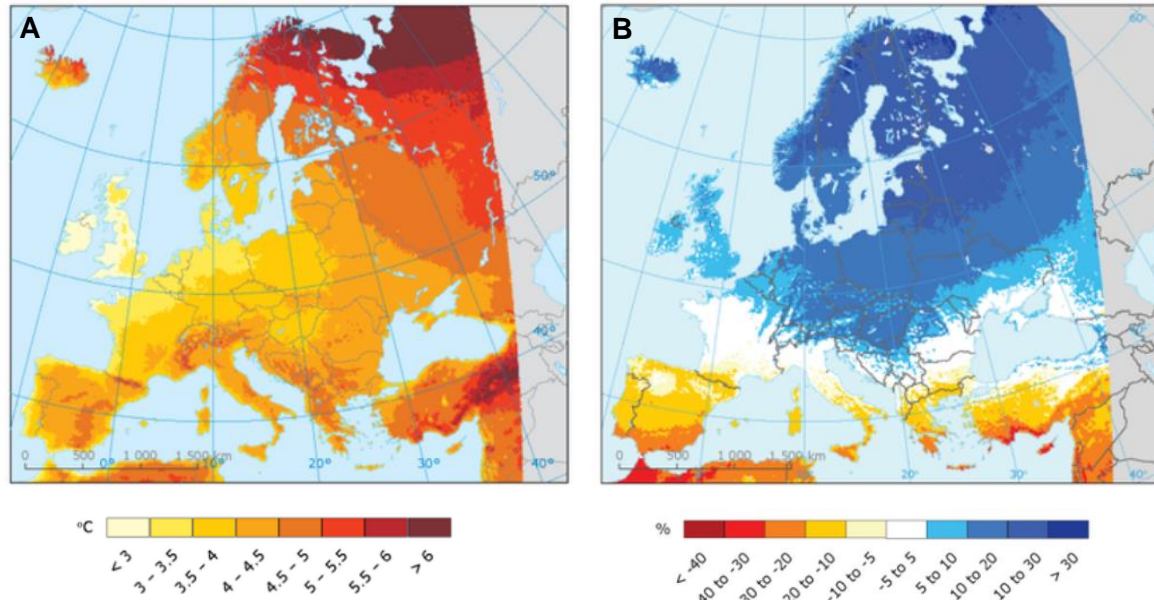 A
B
60°
50°
50°
40°
0 500 1 000 1 500 km
0° 10° 20° 30° 40°
0 500 1 000 1 500 km
20° 30° 40°
°C
< 3
3 – 3.5
3.5 – 4
4 – 4.5
4.5 – 5
5 – 5.5
5.5 – 6
> 6
%
< -40
40 to -30
30 to -20
20 to -10
-10 to -5
-5 to 5
5 to 10
10 to 20
10 to 30
> 30